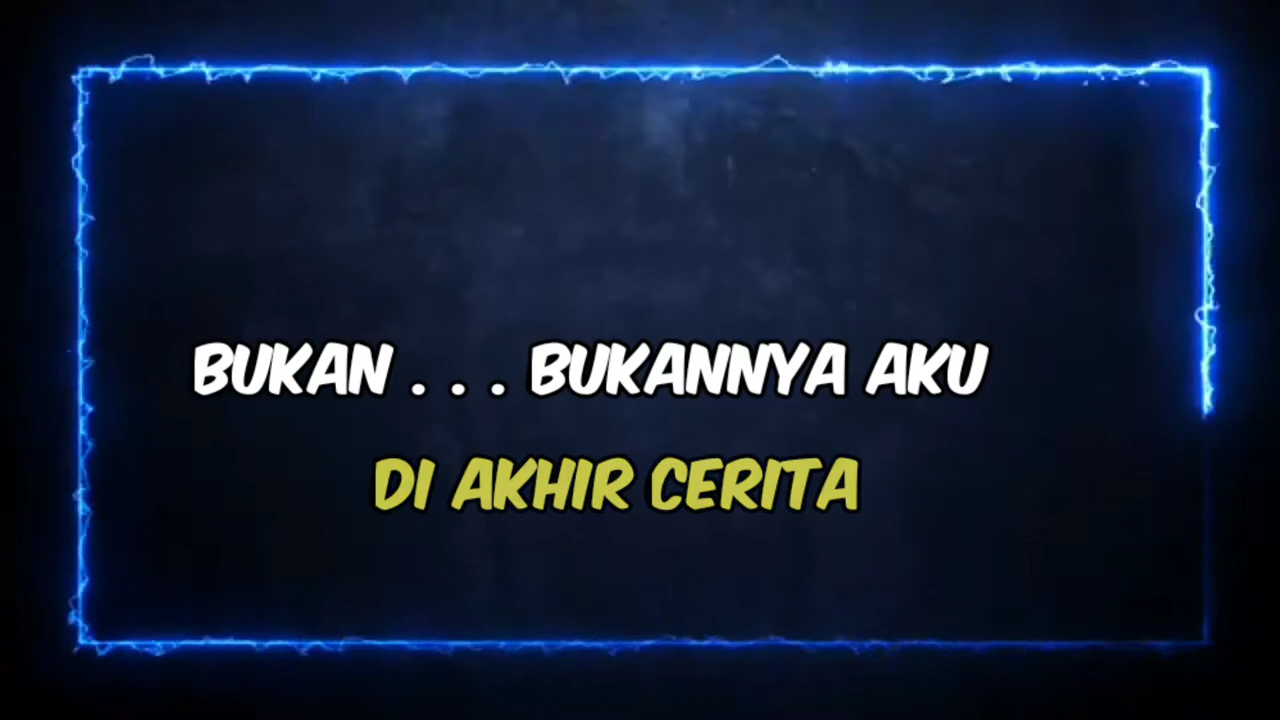 BUKAN . . . BUKANNYA AKU
DI AKHIR CERITA